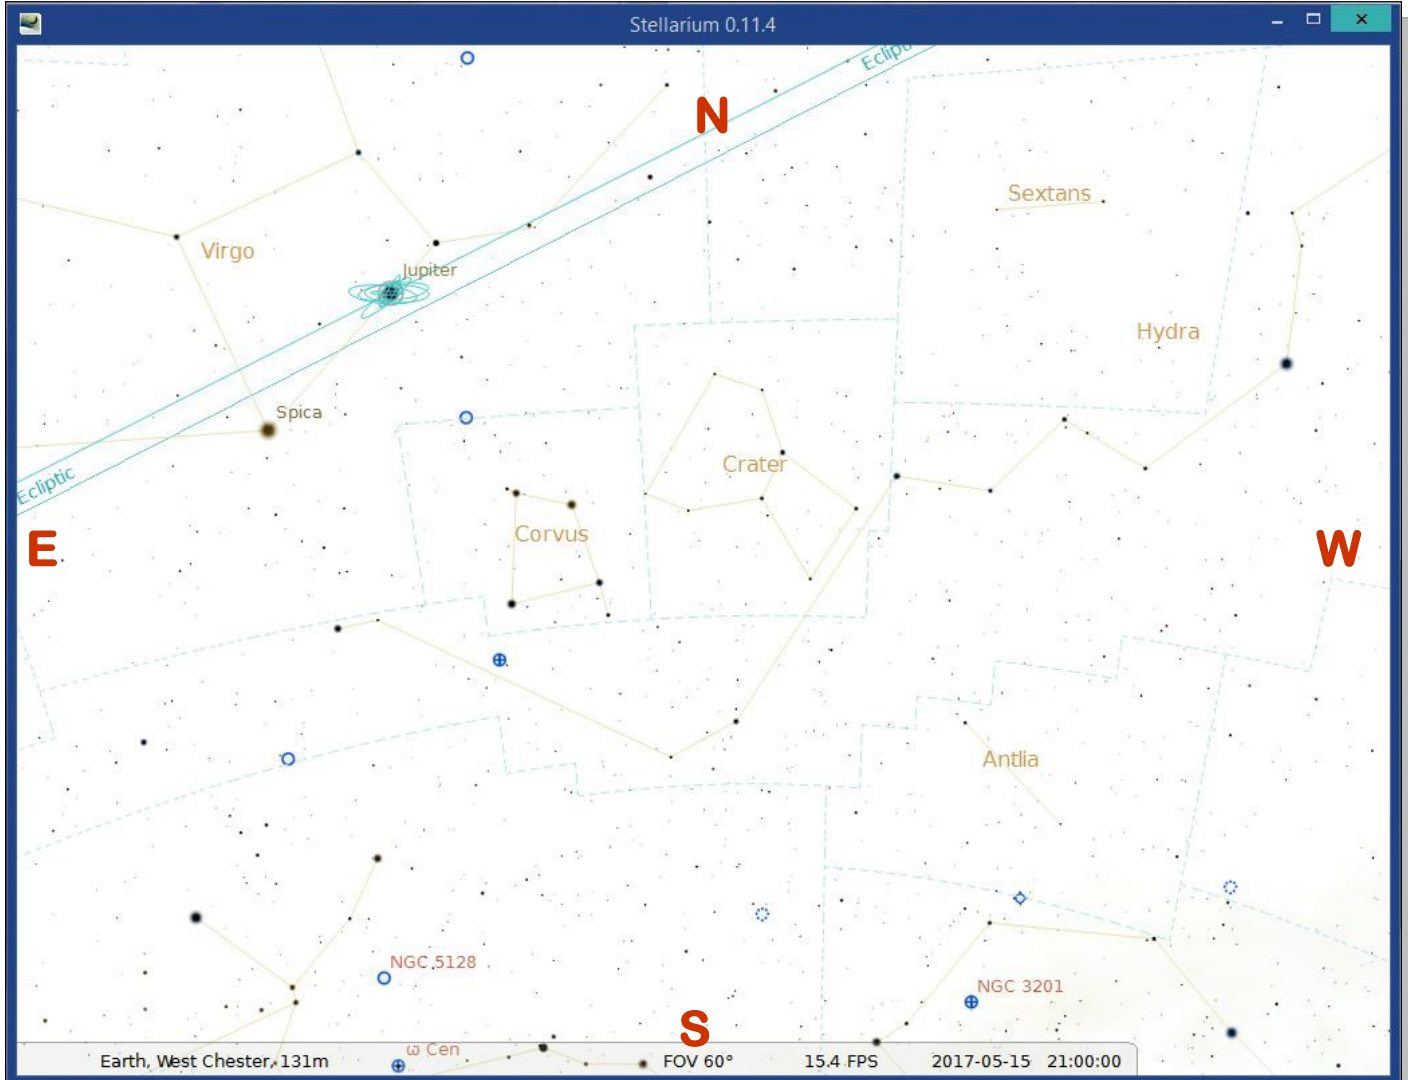 Stellarium 0.11.4
Eclipt
N
Sextans
Virgo
Jupiter
Hydra
Spica
Crater
Ecliptic
Corvus
E
W
Antlia
NGC 5128
NGC 3201
S
ω Cen
Earth, West Chester, 131m FOV 60° 15.4 FPS 2017-05-15 21:00:00